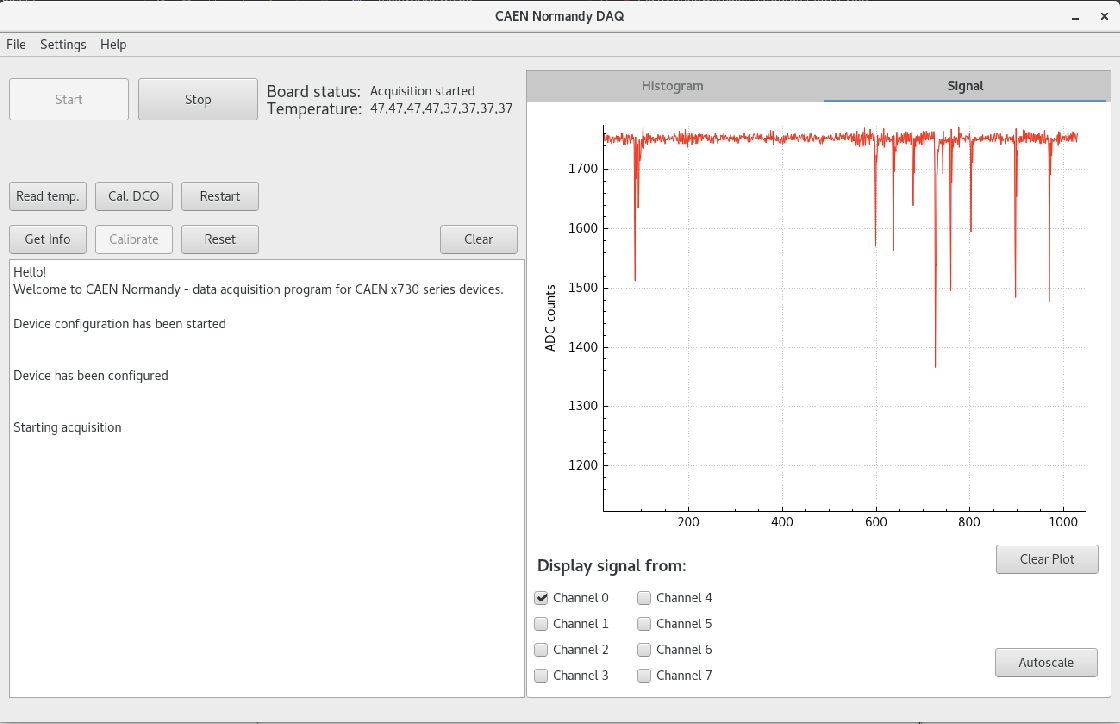 CAEN Normandy DAQ
File Settings Help
Start Stop
Board status: Acquisition started
Temperature: 47,47,47,47,37,37,37,37
Read temp. Cal. DCO Restart
Get Info Calibrate Reset Clear
Hello!
Welcome to CAEN Normandy - data acquisition program for CAEN x730 series devices.
Device configuration has been started
Device has been configured
Starting acquisition
Histogram Signal
1700
1600
1500
1400
1300
1200
ADC counts
200 400 600 800 1000
Clear Plot
Display signal from:
Channel 0 Channel 4
Channel 1 Channel 5
Channel 2 Channel 6
Channel 3 Channel 7
Autoscale